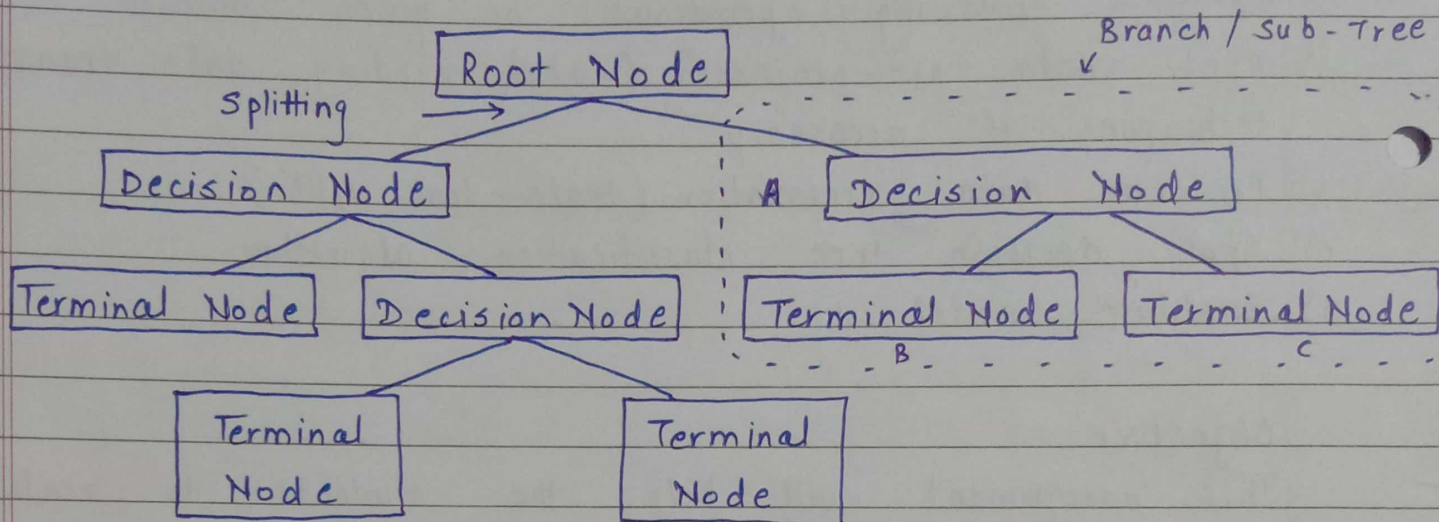 Branch / Sub-Tree
Root Node
Splitting
Decision Node
A
Decision Node
Terminal Node
Decision Node
Terminal Node
Terminal Node
B
C
Terminal
Node
Terminal
Node